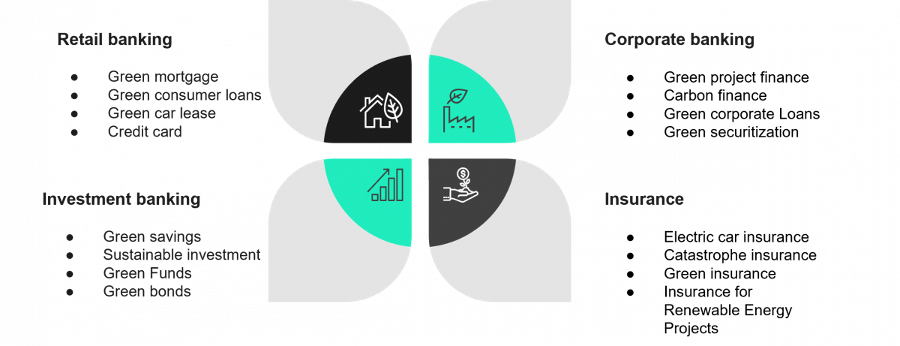 Retail banking
● Green mortgage
● Green consumer loans
● Green car lease
● Credit card
Corporate banking
● Green project finance
● Carbon finance
● Green corporate Loans
● Green securitization
Investment banking
● Green savings
● Sustainable investment
● Green Funds
● Green bonds
Insurance
● Electric car insurance
● Catastrophe insurance
● Green insurance
● Insurance for
Renewable Energy
Projects
$